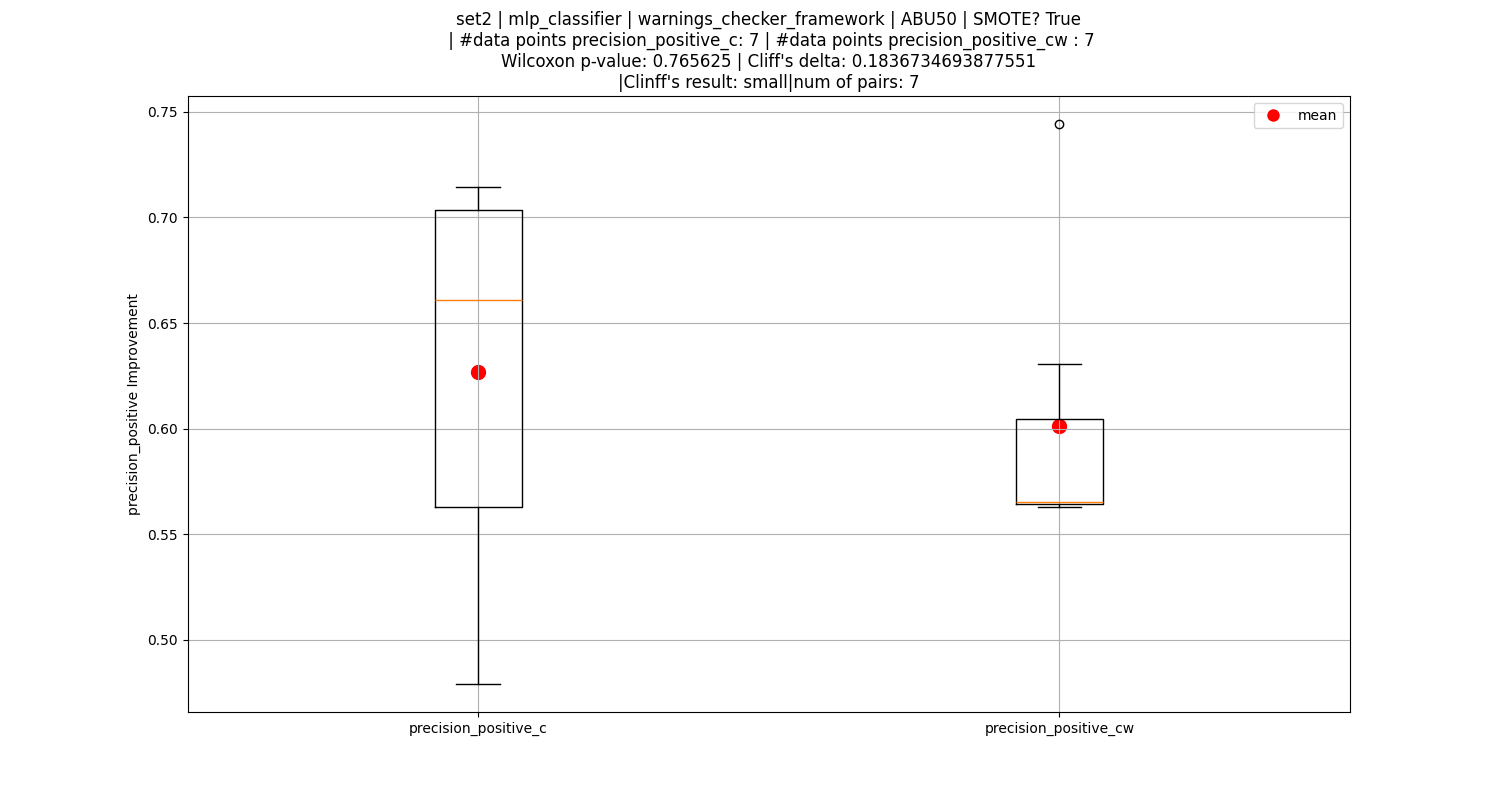 set2 | mlp_classifier | warnings_checker_framework | ABU50 | SMOTE? True
| #data points precision_positive_c: 7 | #data points precision_positive_cw : 7
Wilcoxon p-value: 0.765625 | Cliff's delta: 0.1836734693877551
|Clinff's result: small|num of pairs: 7
mean
0.75
0.70
0.65
0.60
0.55
0.50
precision_positive Improvement
precision_positive_c
precision_positive_cw